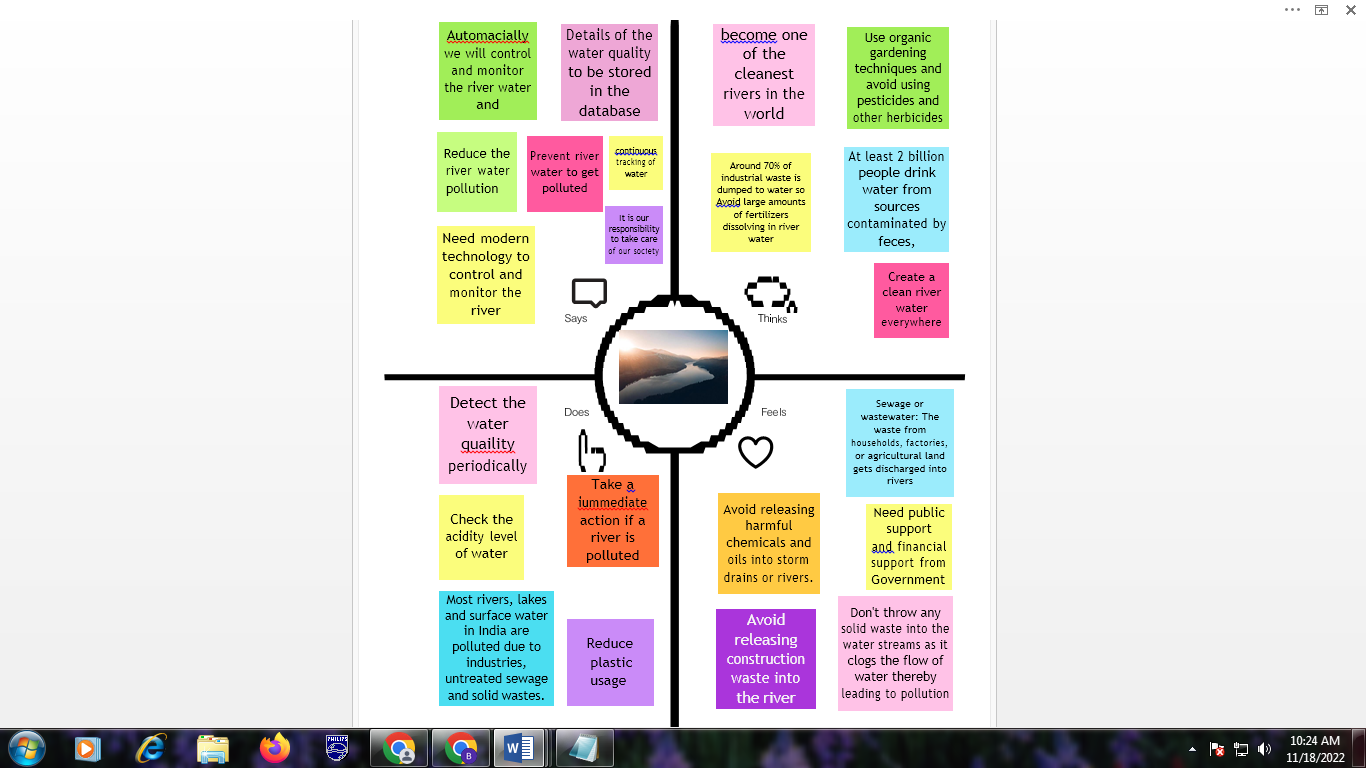 Automacially
we will control
and monitor
the river water
and
Details of the
water quality
to be stored
in the
database
become one
of the
cleanest
rivers in the
world
Use organic
gardening
techniques and
avoid using
pesticides and
other herbicides
Reduce the
river water
pollution
Prevent river
water to get
polluted
continuous
tracking of
water
It is our
responsibility
to take care
of our society
Around 70% of
industrial waste is
dumped to water so
Avoid large amounts
of fertilizers
dissolving in river
water
At least 2 billion
people drink
water from
sources
contaminated by
feces,
Need modern
technology to
control and
monitor the
river
Create a
clean river
water
everywhere
Says
Thinks
Does
Feels
Detect the
water
quaility
periodically
Take a
iummediate
action if a
river is
polluted
Check the
acidity level
of water
Most rivers, lakes
and surface water
in India are
polluted due to
industries,
untreated sewage
and solid wastes.
Reduce
plastic
usage
Sewage or
wastewater: The
waste from
households, factories,
or agricultural land
gets discharged into
rivers
Avoid releasing
harmful
chemicals and
oils into storm
drains or rivers.
Need public
support
and financial
support from
Government
Avoid
releasing
construction
waste into
the river
Don't throw any
solid waste into the
water streams as it
clogs the flow of
water thereby
leading to pollution
PHILIPS
B
W
10:24 AM
11/18/2022